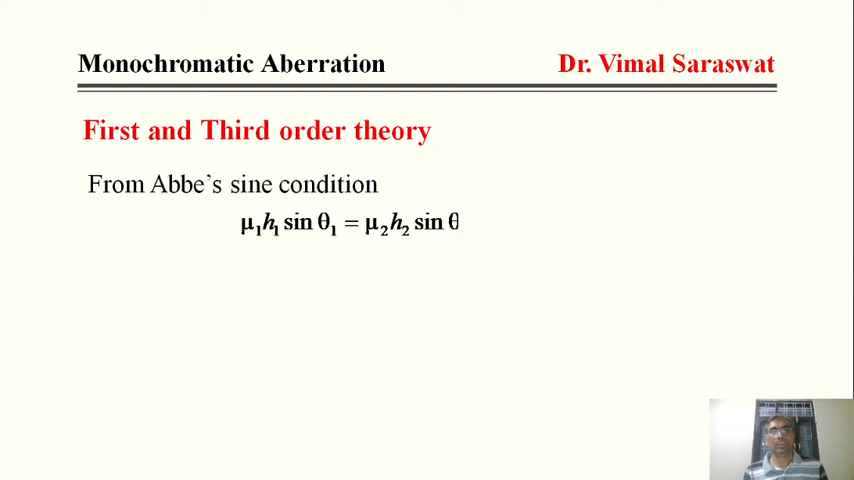 Monochromatic Aberration Dr. Vimal Saraswat
First and Third order theory
From Abbe's sine condition
μ₁h₁ sin θ₁ = μ₂h₂ sin θ